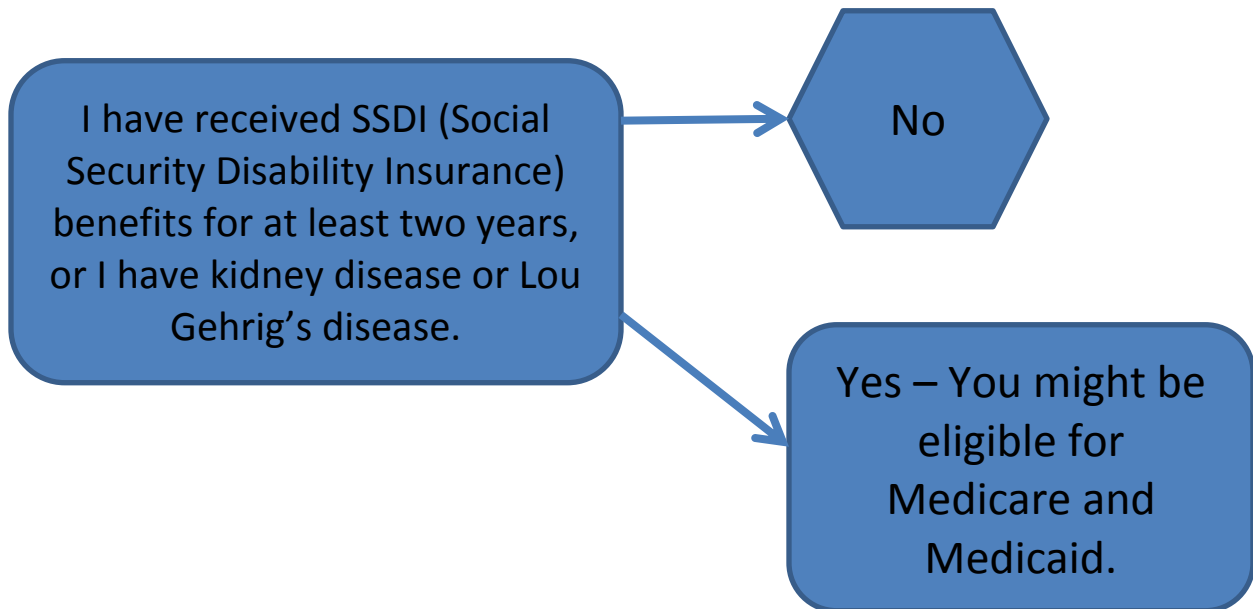 I have received SSDI (Social
Security Disability Insurance)
benefits for at least two years,
or I have kidney disease or Lou
Gehrig’s disease.
No
Yes – You might be
eligible for
Medicare and
Medicaid.